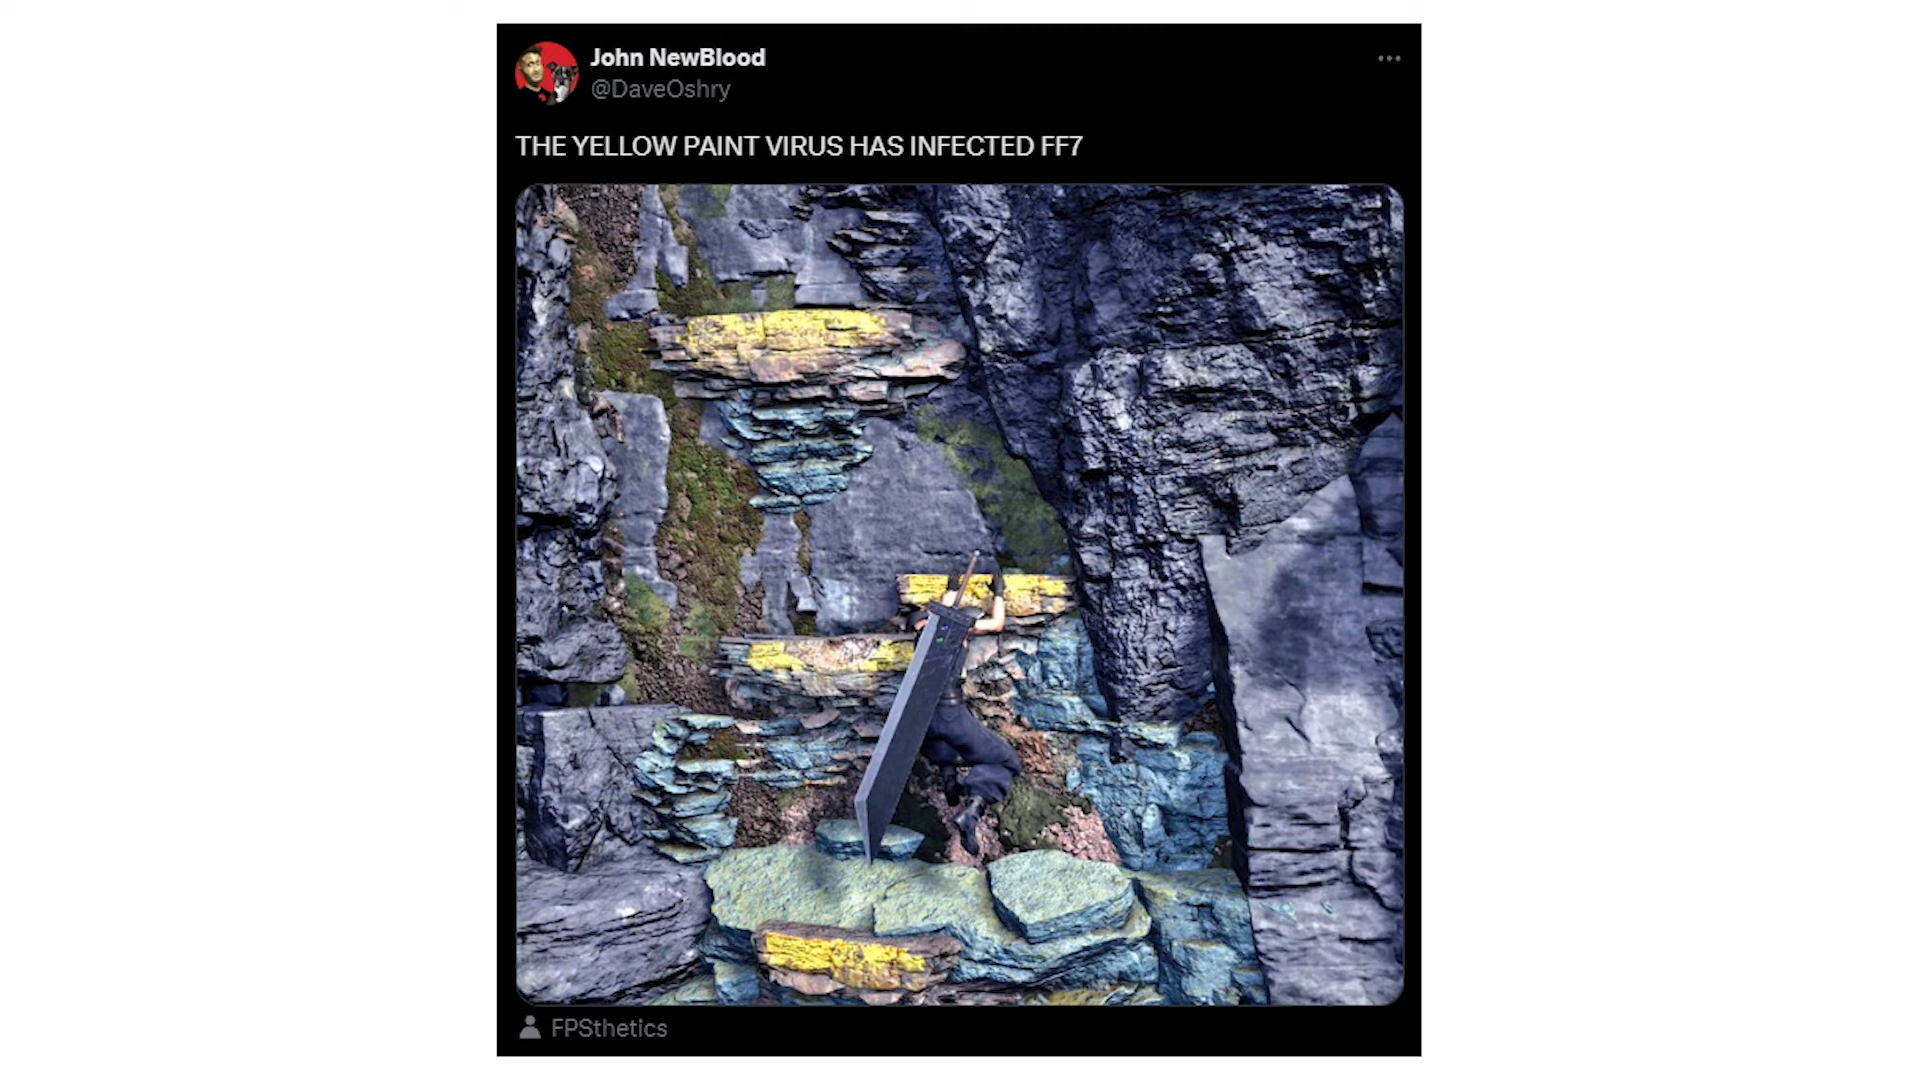 John NewBlood
@DaveOshry
THE YELLOW PAINT VIRUS HAS INFECTED FF7
FPSthetics